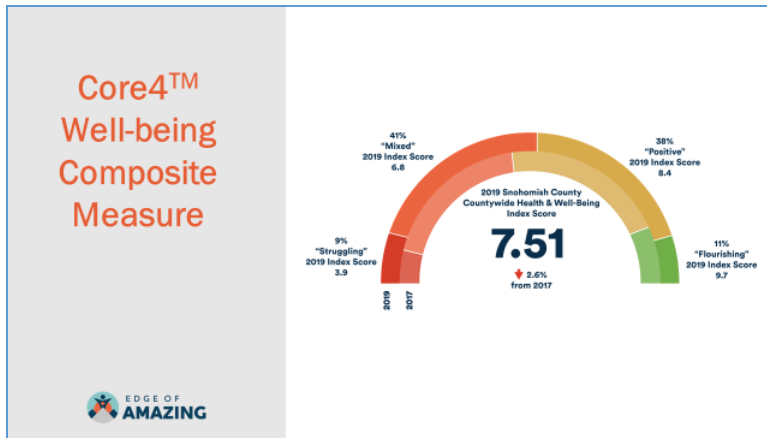 Core4™
Well-being
Composite
Measure
EDGE OF
AMAZING
41%
“Mixed”
2019 Index Score
6.8
38%
“Positive”
2019 Index Score
8.4
9%
“Struggling”
2019 Index Score
3.9
11%
“Flourishing”
2019 Index Score
9.7
2019 Snohomish County
Countywide Health & Well-Being
Index Score
7.51
2.6%
from 2017
2019
2017